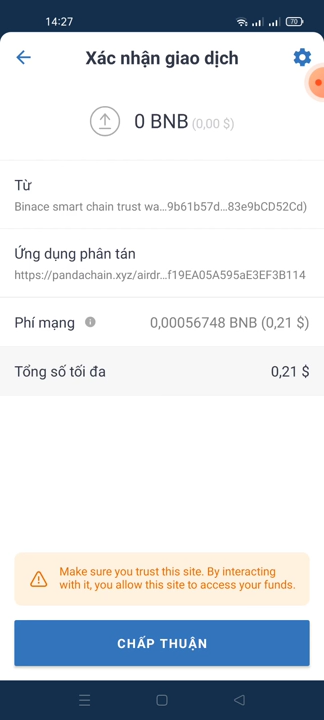 14:27
70
Xác nhận giao dịch
0 BNB (0,00 $)
Từ
Binace smart chain trust wa...9b61b57d...83e9bCD52Cd)
Ứng dụng phân tán
https://pandachain.xyz/airdr...f19EA05A595aE3EF3B114
Phí mạng 0,00056748 BNB (0,21 $)
Tổng số tối đa 0,21 $
Make sure you trust this site. By interacting
with it, you allow this site to access your funds.
CHẤP THUẬN